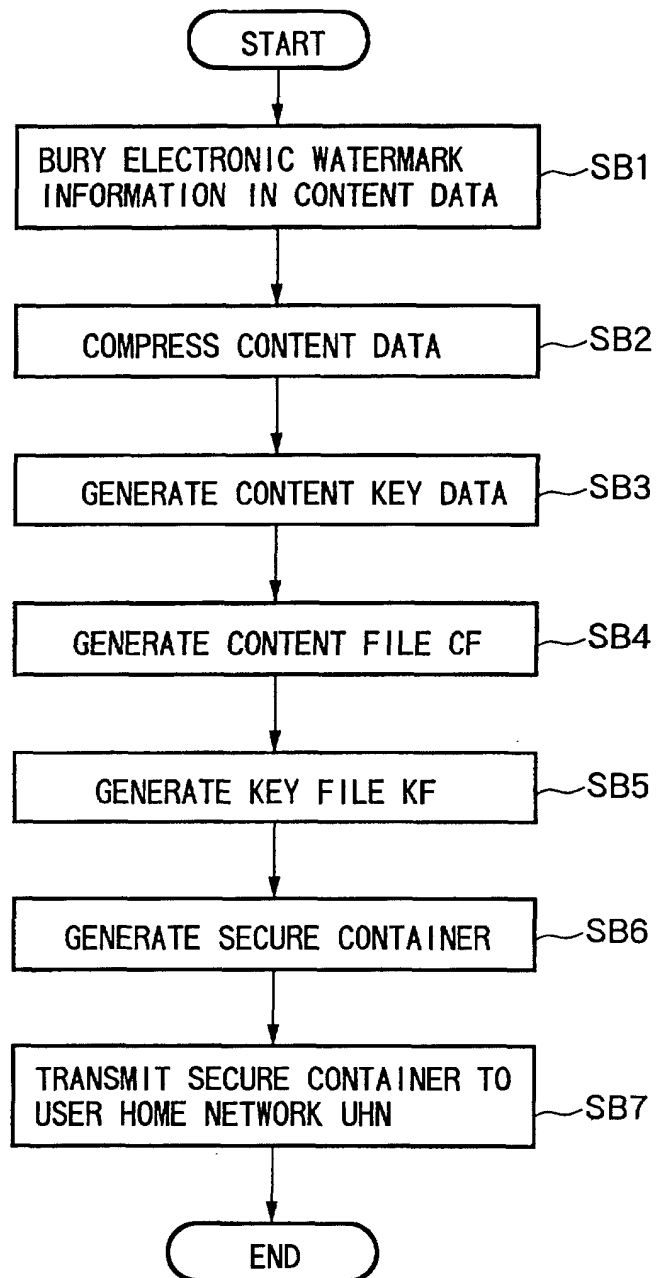 START
BURY ELECTRONIC WATERMARK
INFORMATION IN CONTENT DATA
SB1
COMPRESS CONTENT DATA
SB2
GENERATE CONTENT KEY DATA
SB3
GENERATE CONTENT FILE CF
SB4
GENERATE KEY FILE KF
SB5
GENERATE SECURE CONTAINER
SB6
TRANSMIT SECURE CONTAINER TO
USER HOME NETWORK UHN
SB7
END